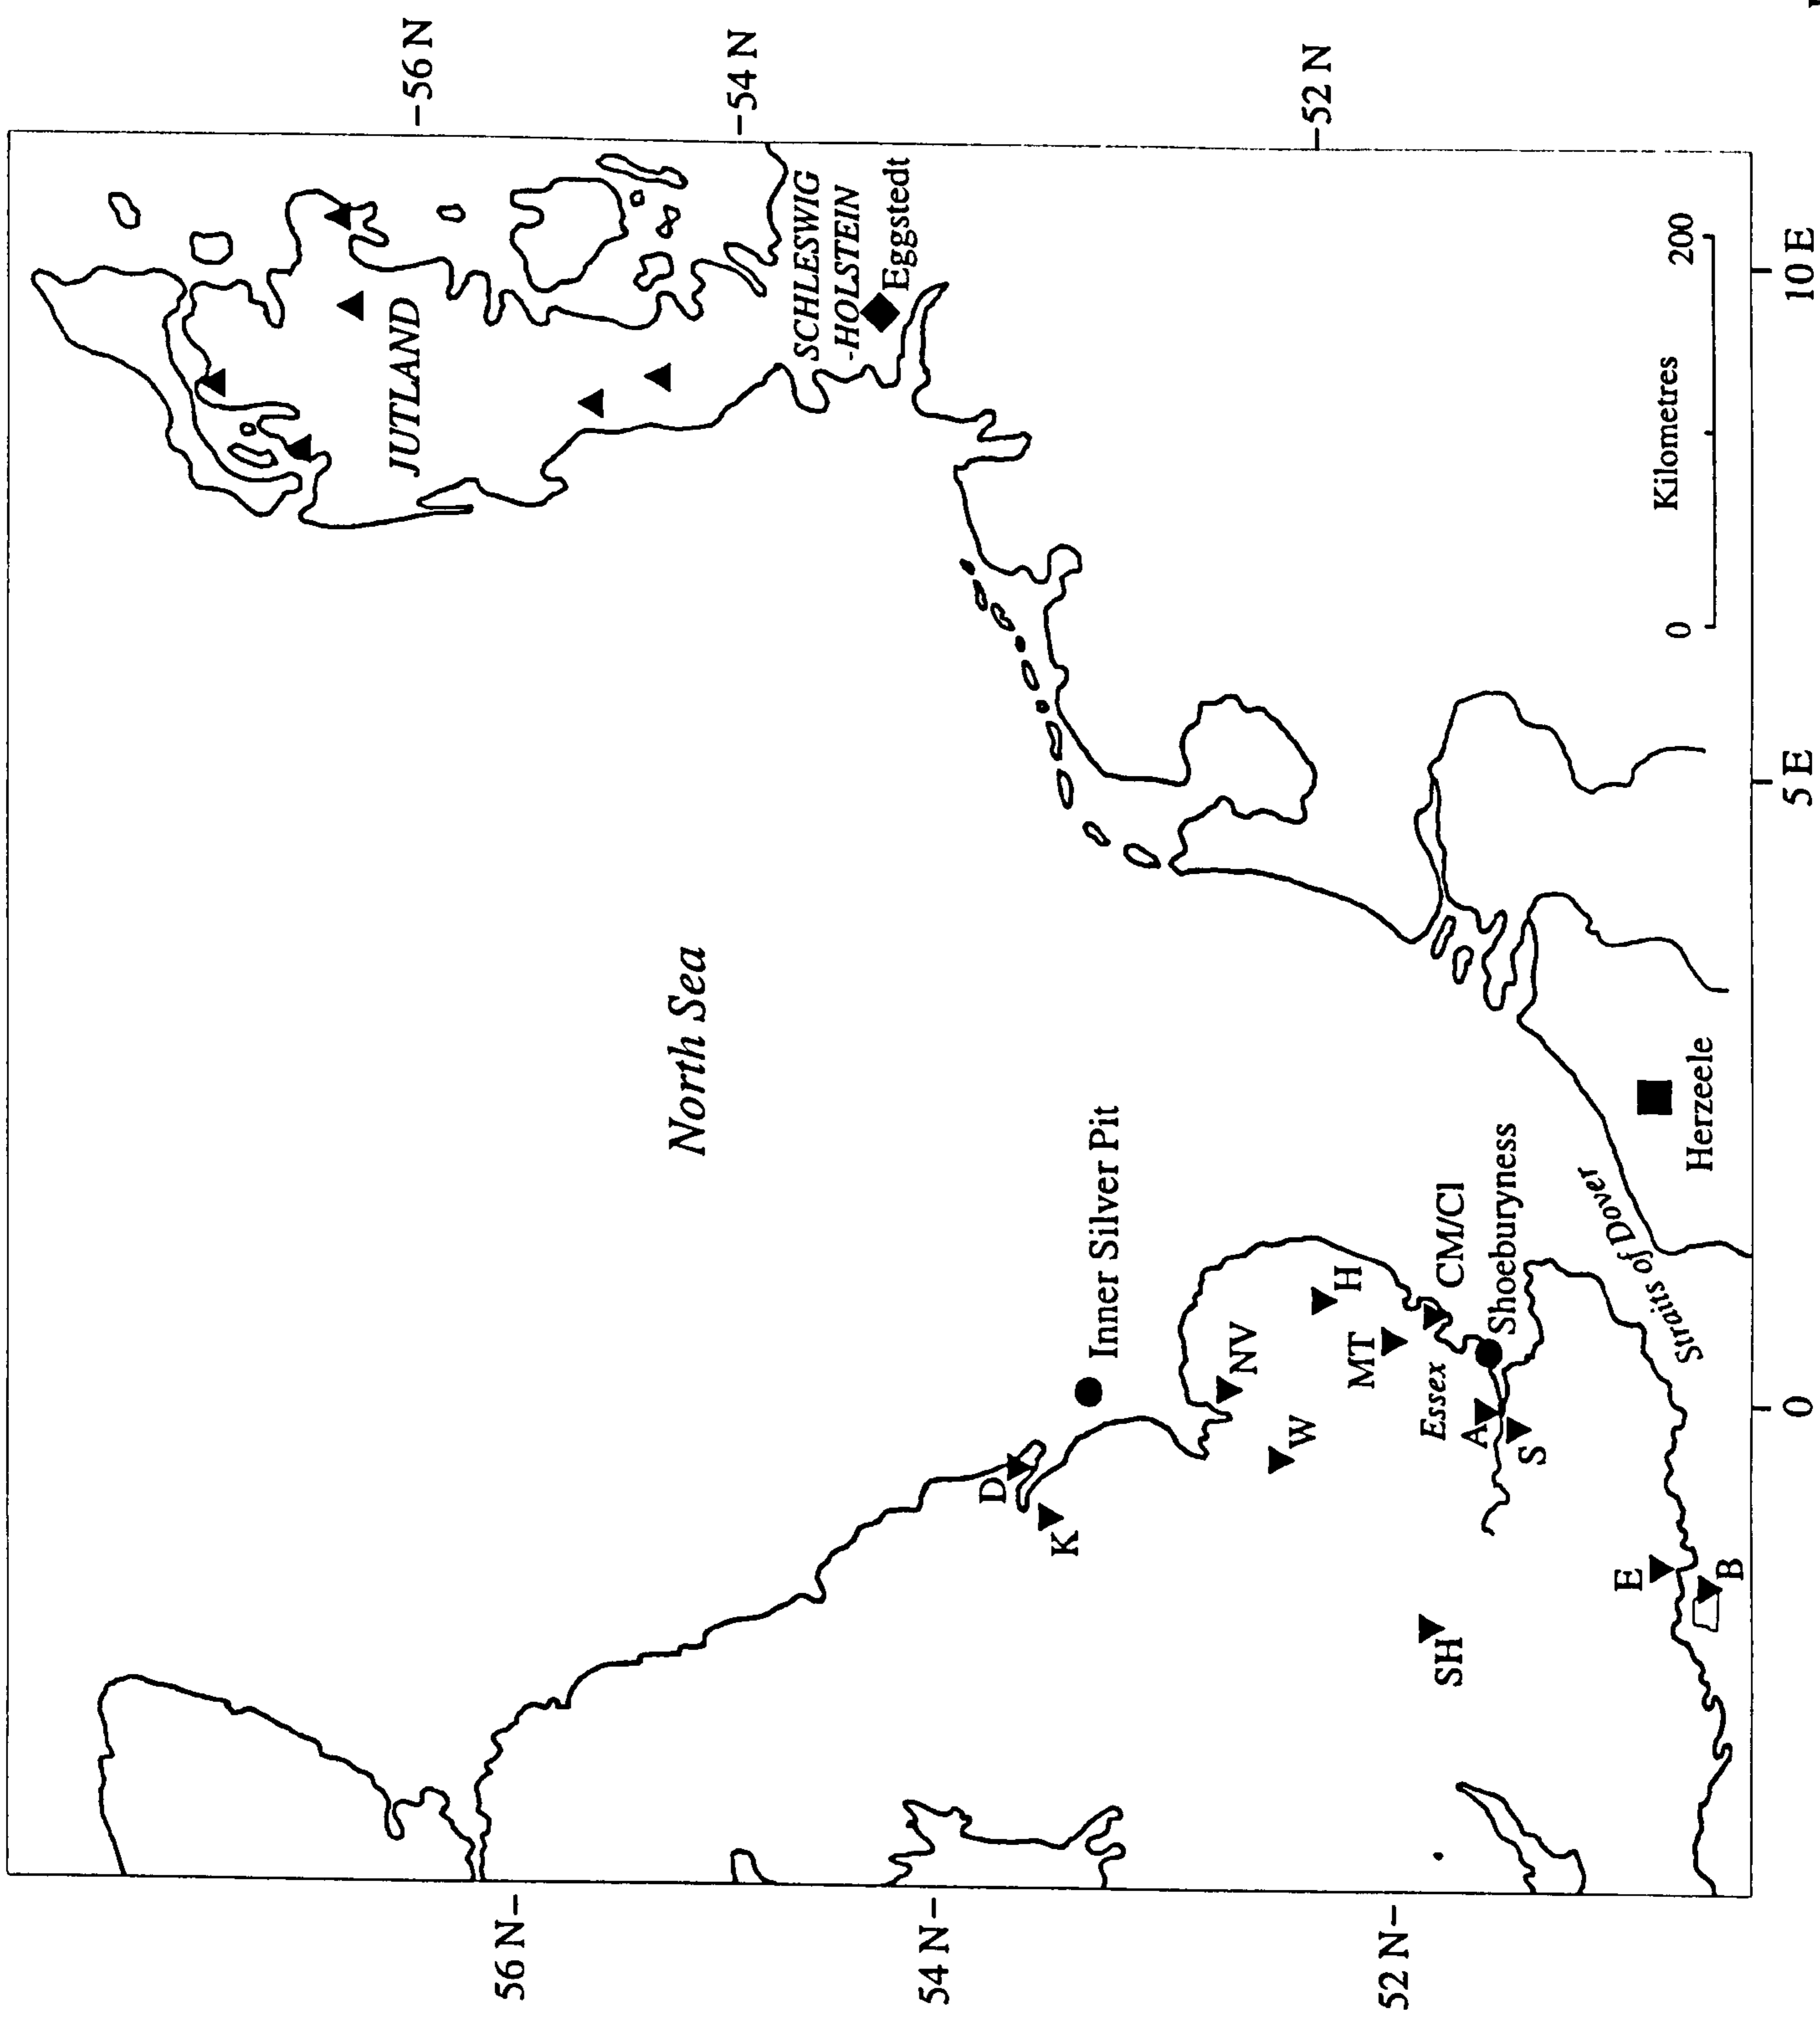 –56 N
–54 N
–52 N
56 N–
54 N–
52 N–
JUTLAND
SCHLESWIG
-HOLSTEIN
Eggstedt
North Sea
Inner Silver Pit
D
K
NV
W
H
MT
CM/Cl
Essex
Shoeburyness
A
S
SH
E
B
Straits of Dover
Herzeele
Kilometres
0
200
0
5 E
10 E